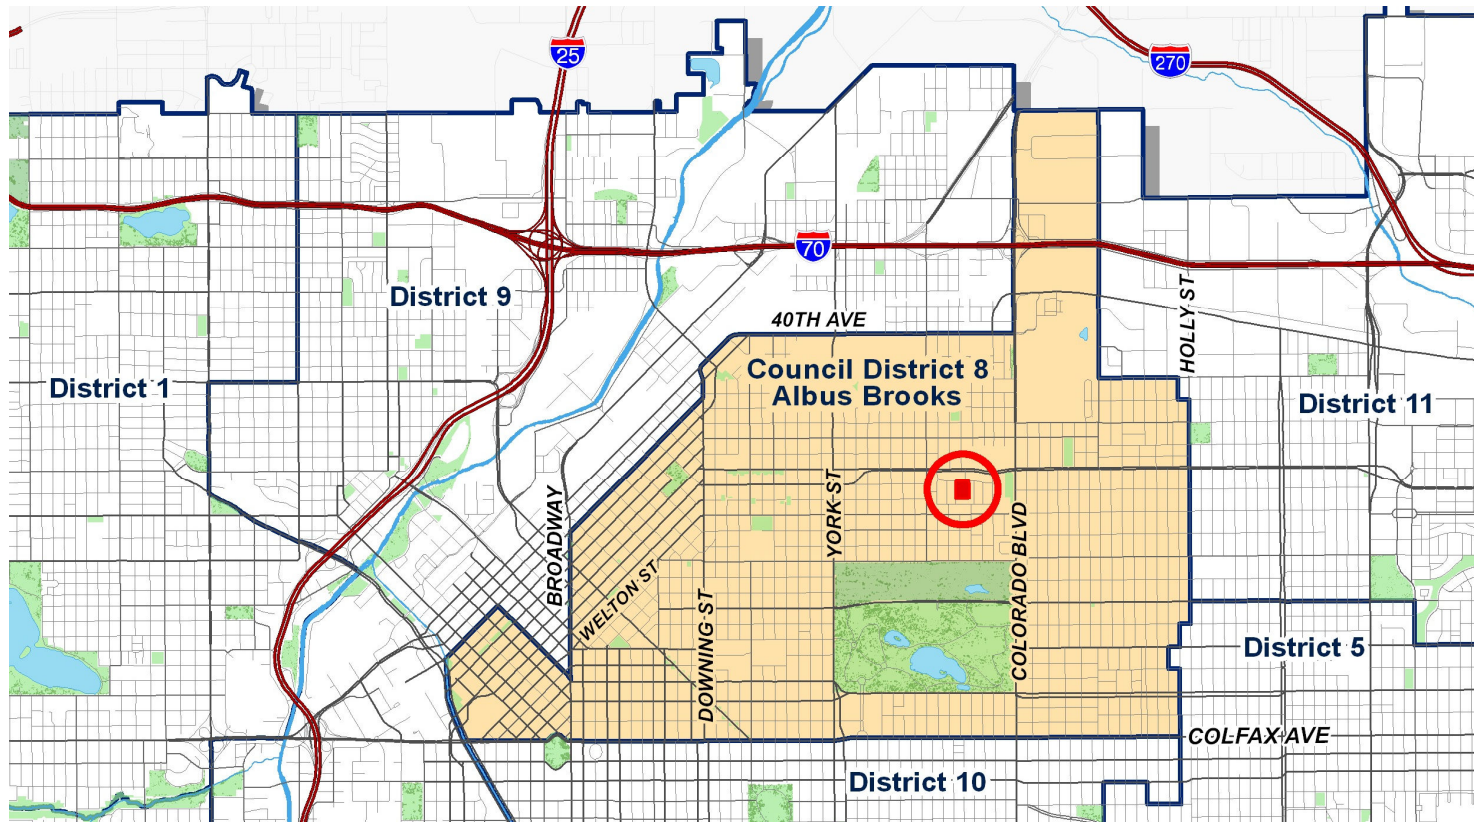 25
270
70
District 9
40TH AVE
HOLLY ST
District 1
Council District 8
Albus Brooks
District 11
YORK ST
BROADWAY
COLORADO BLVD
WELTON ST
DOWNING ST
District 5
COLFAX AVE
District 10